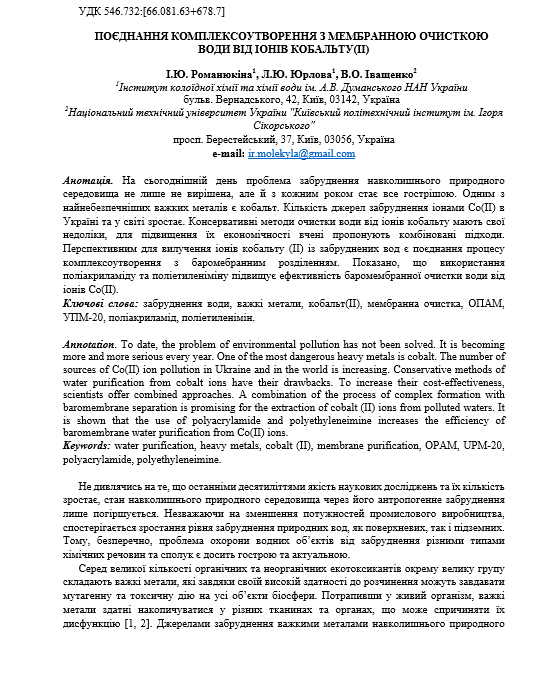 УДК 546.732:[66.081.63+678.7]
ПОЄДНАННЯ КОМПЛЕКСОУТВОРЕННЯ З МЕМБРАННОЮ ОЧИСТКОЮ
ВОДИ ВІД ІОНІВ КОБАЛЬТУ(ІІ)
І.Ю. Романюкіна1, Л.Ю. Юрлова1, В.О. Іващенко2
1Інститут колоїдної хімії та хімії води ім. А.В. Думанського НАН України
бульв. Вернадського, 42, Київ, 03142, Україна
2Національний технічний університет України "Київський політехнічний інститут ім. Ігоря
Сікорського"
просп. Берестейський, 37, Київ, 03056, Україна
e-mail: ir.molekyla@gmail.com
Анотація. На сьогоднішній день проблема забруднення навколишнього природного
середовища не лише не вирішена, але й з кожним роком стає все гострішою. Одним з
найнебезпечніших важких металів є кобальт. Кількість джерел забруднення іонами Co(II) в
Україні та у світі зростає. Консервативні методи очистки води від іонів кобальту мають свої
недоліки, для підвищення їх економічності вчені пропонують комбіновані підходи.
Перспективним для вилучення іонів кобальту (ІІ) із забруднених вод є поєднання процесу
комплексоутворення з баромембранним розділенням. Показано, що використання
поліакриламіду та поліетиленіміну підвищує ефективність баромембранної очистки води від
іонів Co(II).
Ключові слова: забруднення води, важкі метали, кобальт(ІІ), мембранна очистка, ОПАМ,
УПМ-20, поліакриламід, поліетиленімін.
Annotation. To date, the problem of environmental pollution has not been solved. It is becoming
more and more serious every year. One of the most dangerous heavy metals is cobalt. The number of
sources of Co(II) ion pollution in Ukraine and in the world is increasing. Conservative methods of
water purification from cobalt ions have their drawbacks. To increase their cost-effectiveness,
scientists offer combined approaches. A combination of the process of complex formation with
baromembrane separation is promising for the extraction of cobalt (II) ions from polluted waters. It
is shown that the use of polyacrylamide and polyethyleneimine increases the efficiency of
baromembrane water purification from Co(II) ions.
Keywords: water purification, heavy metals, cobalt (II), membrane purification, OPAM, UPM-20,
polyacrylamide, polyethyleneimine.
Не дивлячись на те, що останніми десятиліттями якість наукових досліджень та їх кількість
зростає, стан навколишнього природного середовища через його антропогенне забруднення
лише погіршується. Незважаючи на зменшення потужностей промислового виробництва,
спостерігається зростання рівня забруднення природних вод, як поверхневих, так і підземних.
Тому, безперечно, проблема охорони водних об’єктів від забруднення різними типами
хімічних речовин та сполук є досить гострою та актуальною.
Серед великої кількості органічних та неорганічних екотоксикантів окрему велику групу
складають важкі метали, які завдяки своїй високій здатності до розчинення можуть завдавати
мутагенну та токсичну дію на усі об’єкти біосфери. Потрапивши у живий організм, важкі
метали здатні накопичуватися у різних тканинах та органах, що може спричиняти їх
дисфункцію [1, 2]. Джерелами забруднення важкими металами навколишнього природного